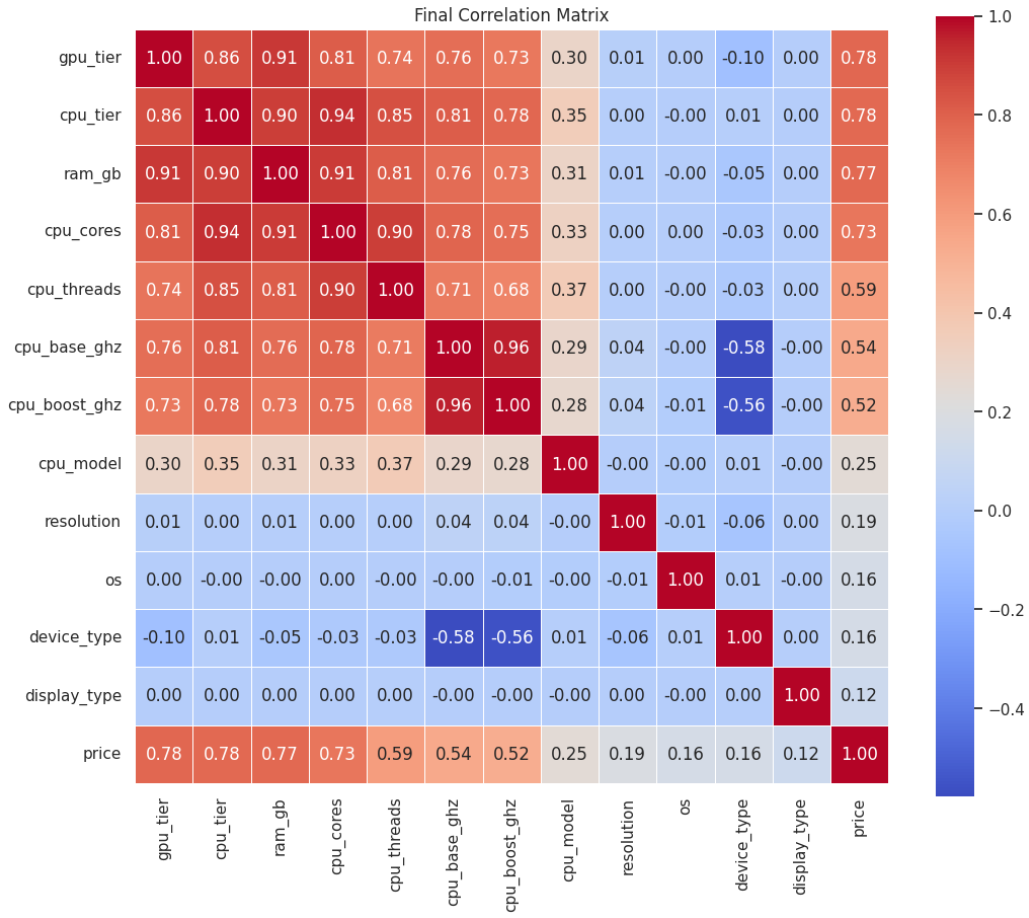 Final Correlation Matrix
gpu_tier 1.00 0.86 0.91 0.81 0.74 0.76 0.73 0.30 0.01 0.00 -0.10 0.00 0.78
cpu_tier 0.86 1.00 0.90 0.94 0.85 0.81 0.78 0.35 0.00 -0.00 0.01 0.00 0.78
ram_gb 0.91 0.90 1.00 0.91 0.81 0.76 0.73 0.31 0.01 -0.00 -0.05 0.00 0.77
cpu_cores 0.81 0.94 0.91 1.00 0.90 0.78 0.75 0.33 0.00 0.00 -0.03 0.00 0.73
cpu_threads 0.74 0.85 0.81 0.90 1.00 0.71 0.68 0.37 0.00 -0.00 -0.03 0.00 0.59
cpu_base_ghz 0.76 0.81 0.76 0.78 0.71 1.00 0.96 0.29 0.04 -0.00 -0.58 -0.00 0.54
cpu_boost_ghz 0.73 0.78 0.73 0.75 0.68 0.96 1.00 0.28 0.04 -0.01 -0.56 -0.00 0.52
cpu_model 0.30 0.35 0.31 0.33 0.37 0.29 0.28 1.00 -0.00 -0.00 0.01 -0.00 0.25
resolution 0.01 0.00 0.01 0.00 0.00 0.04 0.04 -0.00 1.00 -0.01 -0.06 0.00 0.19
os 0.00 -0.00 -0.00 0.00 -0.00 -0.00 -0.01 -0.00 -0.01 1.00 0.01 -0.00 0.16
device_type -0.10 0.01 -0.05 -0.03 -0.03 -0.58 -0.56 0.01 -0.06 0.01 1.00 0.00 0.16
display_type 0.00 0.00 0.00 0.00 0.00 -0.00 -0.00 -0.00 0.00 -0.00 0.00 1.00 0.12
price 0.78 0.78 0.77 0.73 0.59 0.54 0.52 0.25 0.19 0.16 0.16 0.12 1.00
gpu_tier
cpu_tier
ram_gb
cpu_cores
cpu_threads
cpu_base_ghz
cpu_boost_ghz
cpu_model
resolution
os
device_type
display_type
price
1.0
0.8
0.6
0.4
0.2
0.0
−0.2
−0.4